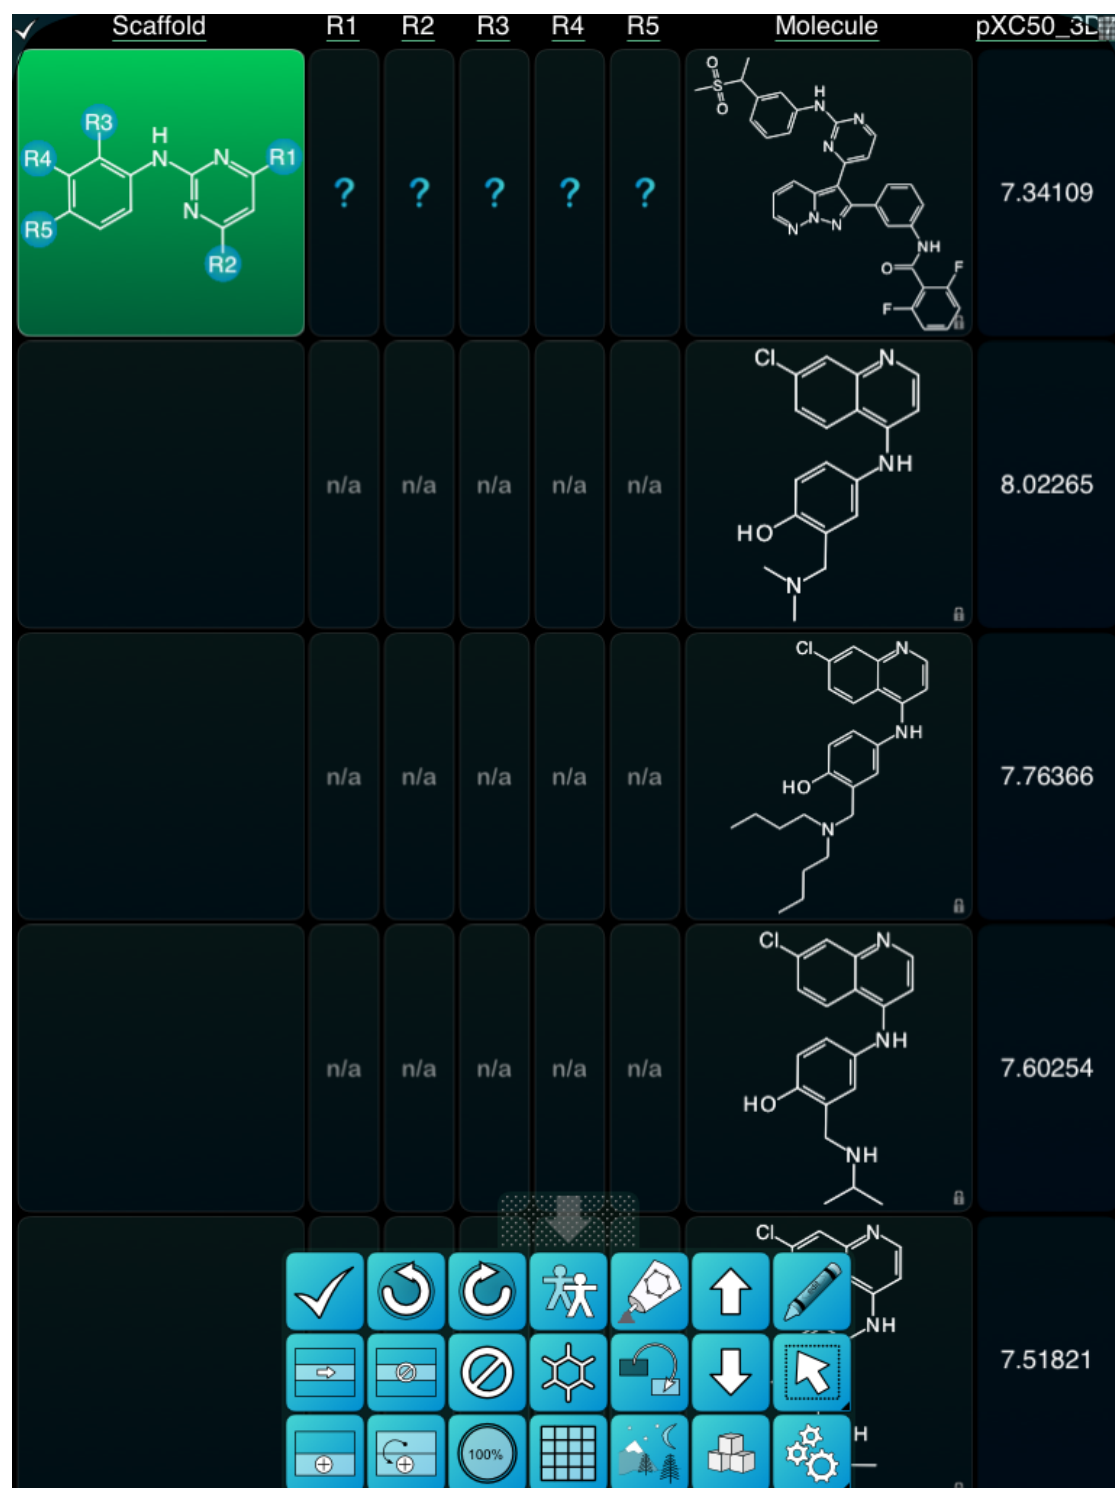 Scaffold R1 R2 R3 R4 R5 Molecule pXC50_3D
R3 H R4 N N R1 R5 N R2
? ? ? ? ?
O S O H N N N N N N NH O F F
7.34109
n/a n/a n/a n/a n/a
Cl N NH HO N
8.02265
n/a n/a n/a n/a n/a
Cl N NH HO N
7.76366
n/a n/a n/a n/a n/a
Cl N NH HO NH
7.60254
Cl N NH H
7.51821
edit
100%